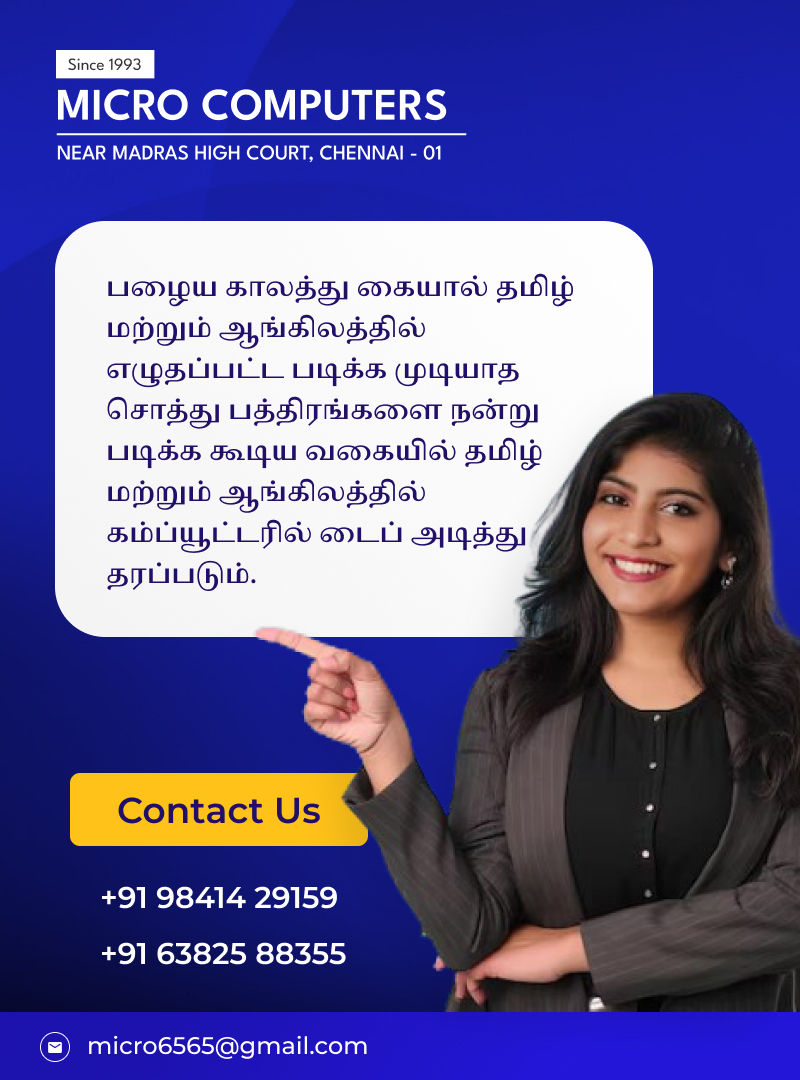 Since 1993
MICRO COMPUTERS
NEAR MADRAS HIGH COURT, CHENNAI - 01
பழைய காலத்து கையால் தமிழ்
மற்றும் ஆங்கிலத்தில்
எழுதப்பட்ட படிக்க முடியாத
சொத்து பத்திரங்களை நன்று
படிக்க கூடிய வகையில் தமிழ்
மற்றும் ஆங்கிலத்தில்
கம்ப்யூட்டரில் டைப் அடித்து
தரப்படும்.
Contact Us
+91 98414 29159
+91 63825 88355
micro6565@gmail.com